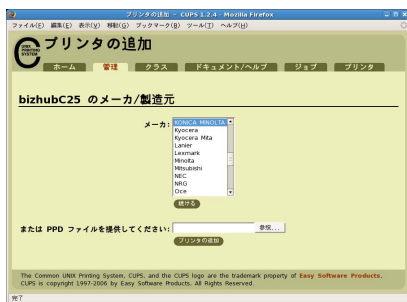 プリンタの追加 - CUPS 1.2.4 - Mozilla Firefox
ファイル(F) 編集(E) 表示(V) 移動(G) ブックマーク(B) ツール(T) ヘルプ(H)
UNIX PRINTING SYSTEM
プリンタの追加
ホーム 管理 クラス ドキュメント/ヘルプ ジョブ プリンタ
bizhubC25 のメーカ/製造元
メーカ:
KONICA MINOLTA
Kyocera
Kyocera Mita
Lanier
Lexmark
Minolta
Mitsubishi
NEC
NRG
Oce
続ける
または PPD ファイルを提供してください: 参照...
プリンタの追加
The Common UNIX Printing System, CUPS, and the CUPS logo are the trademark property of Easy Software Products.
CUPS is copyright 1997-2006 by Easy Software Products, All Rights Reserved.
完了